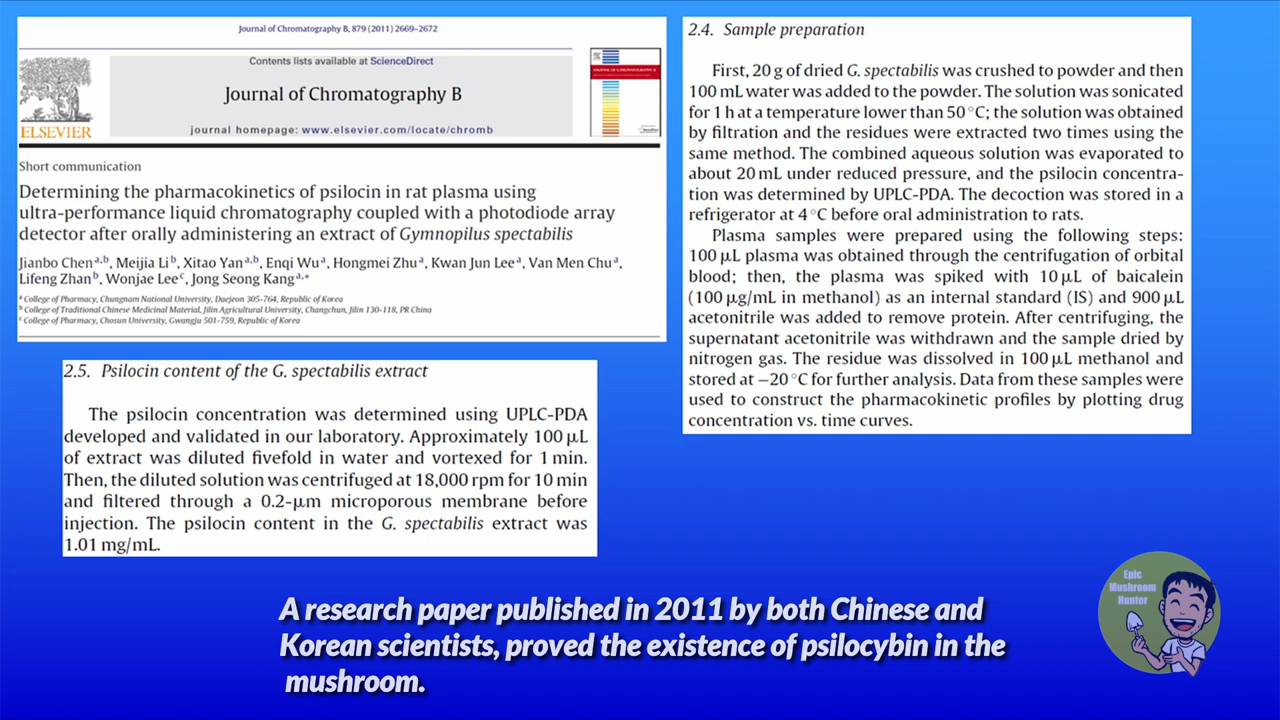 Journal of Chromatography B, 879 (2011) 2669–2672
Contents lists available at ScienceDirect
Journal of Chromatography B
journal homepage: www.elsevier.com/locate/chromb
ELSEVIER
Short communication
Determining the pharmacokinetics of psilocin in rat plasma using
ultra-performance liquid chromatography coupled with a photodiode array
detector after orally administering an extract of Gymnopilus spectabilis
Jianbo Chen a,b, Meijia Li b, Xitao Yan a,b, Enqi Wu a, Hongmei Zhu a, Kwan Jun Lee a, Van Men Chu a,
Lifeng Zhan b, Wonjae Lee c, Jong Seong Kang a,*
a College of Pharmacy, Chungnam National University, Daejeon 305-764, Republic of Korea
b College of Traditional Chinese Medicinal Material, Jilin Agricultural University, Changchun, Jilin 130-118, PR China
c College of Pharmacy, Chosun University, Gwangju 501-759, Republic of Korea
2.5. Psilocin content of the G. spectabilis extract
The psilocin concentration was determined using UPLC-PDA
developed and validated in our laboratory. Approximately 100 μL
of extract was diluted fivefold in water and vortexed for 1 min.
Then, the diluted solution was centrifuged at 18,000 rpm for 10 min
and filtered through a 0.2-μm microporous membrane before
injection. The psilocin content in the G. spectabilis extract was
1.01 mg/mL.
2.4. Sample preparation
First, 20 g of dried G. spectabilis was crushed to powder and then
100 mL water was added to the powder. The solution was sonicated
for 1 h at a temperature lower than 50 °C; the solution was obtained
by filtration and the residues were extracted two times using the
same method. The combined aqueous solution was evaporated to
about 20 mL under reduced pressure, and the psilocin concentra-
tion was determined by UPLC-PDA. The decoction was stored in a
refrigerator at 4 °C before oral administration to rats.
Plasma samples were prepared using the following steps:
100 μL plasma was obtained through the centrifugation of orbital
blood; then, the plasma was spiked with 10 μL of baicalein
(100 μg/mL in methanol) as an internal standard (IS) and 900 μL
acetonitrile was added to remove protein. After centrifuging, the
supernatant acetonitrile was withdrawn and the sample dried by
nitrogen gas. The residue was dissolved in 100 μL methanol and
stored at −20 °C for further analysis. Data from these samples were
used to construct the pharmacokinetic profiles by plotting drug
concentration vs. time curves.
A research paper published in 2011 by both Chinese and
Korean scientists, proved the existence of psilocybin in the
mushroom.
Epic
Mushroom
Hunter